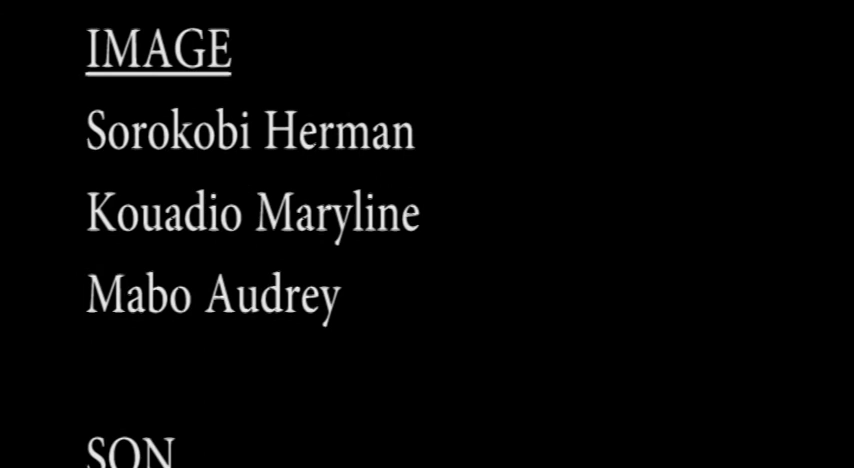 IMAGE
Sorokobi Herman
Kouadio Maryline
Mabo Audrey
SON